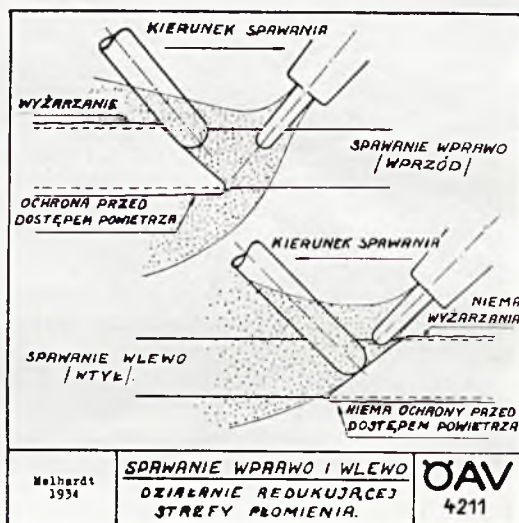 KIERUNEK SPAWANIA
WYŻARZANIE
SPAWANIE WPRAWO
/WPRZÓD/
OCHRONA PRZED
DOSTĘPEM POWIETRZA
KIERUNEK SPAWANIA
NIEMA
WYŻARZANIA
SPAWANIE WLEWO
/WTYŁ/.
NIEMA OCHRONY PRZED
DOSTĘPEM POWIETRZA
Melhardt
1934
SPAWANIE WPRAWO I WLEWO
DZIAŁANIE REDUKUJĄCEJ
STREFY PŁOMIENIA.
ÖAV
4211